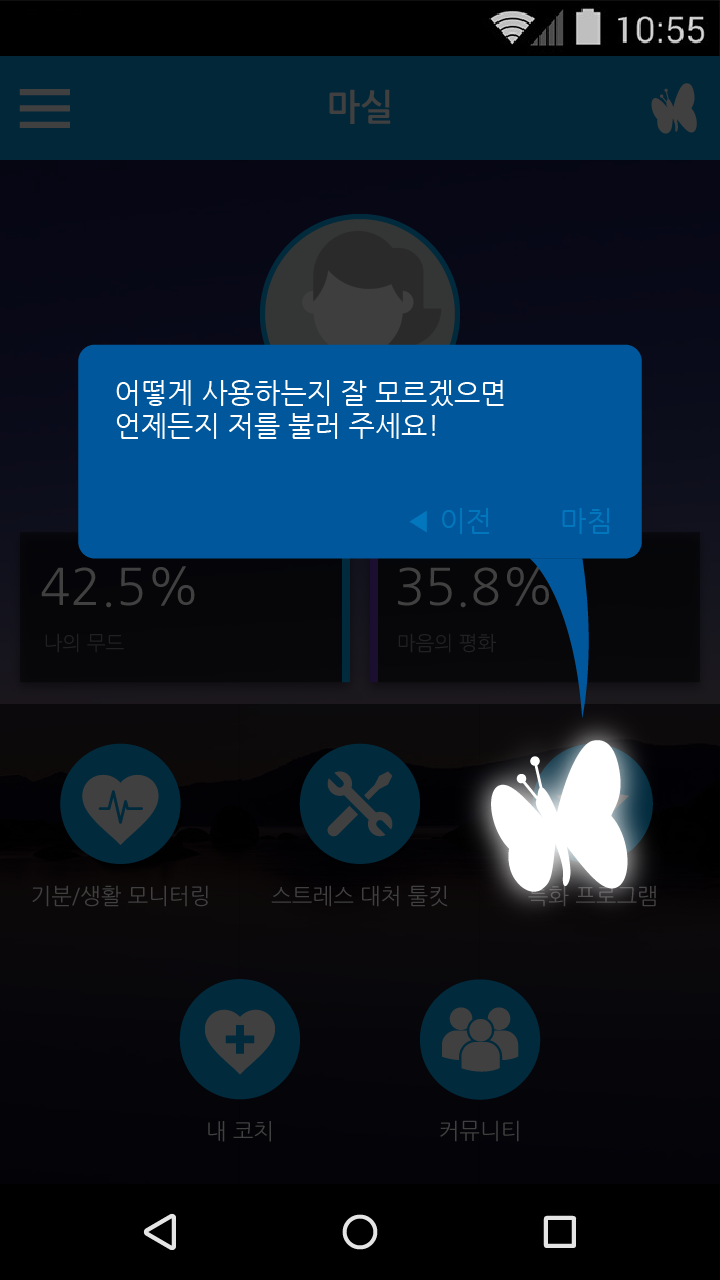 10:55
마실
어떻게 사용하는지 잘 모르겠으면
언제든지 저를 불러 주세요!
◀ 이전 마침
42.5% 35.8%
나의 무드 마음의 평화
기분/생활 모니터링 스트레스 대처 툴킷 특화 프로그램
내 코치 커뮤니티